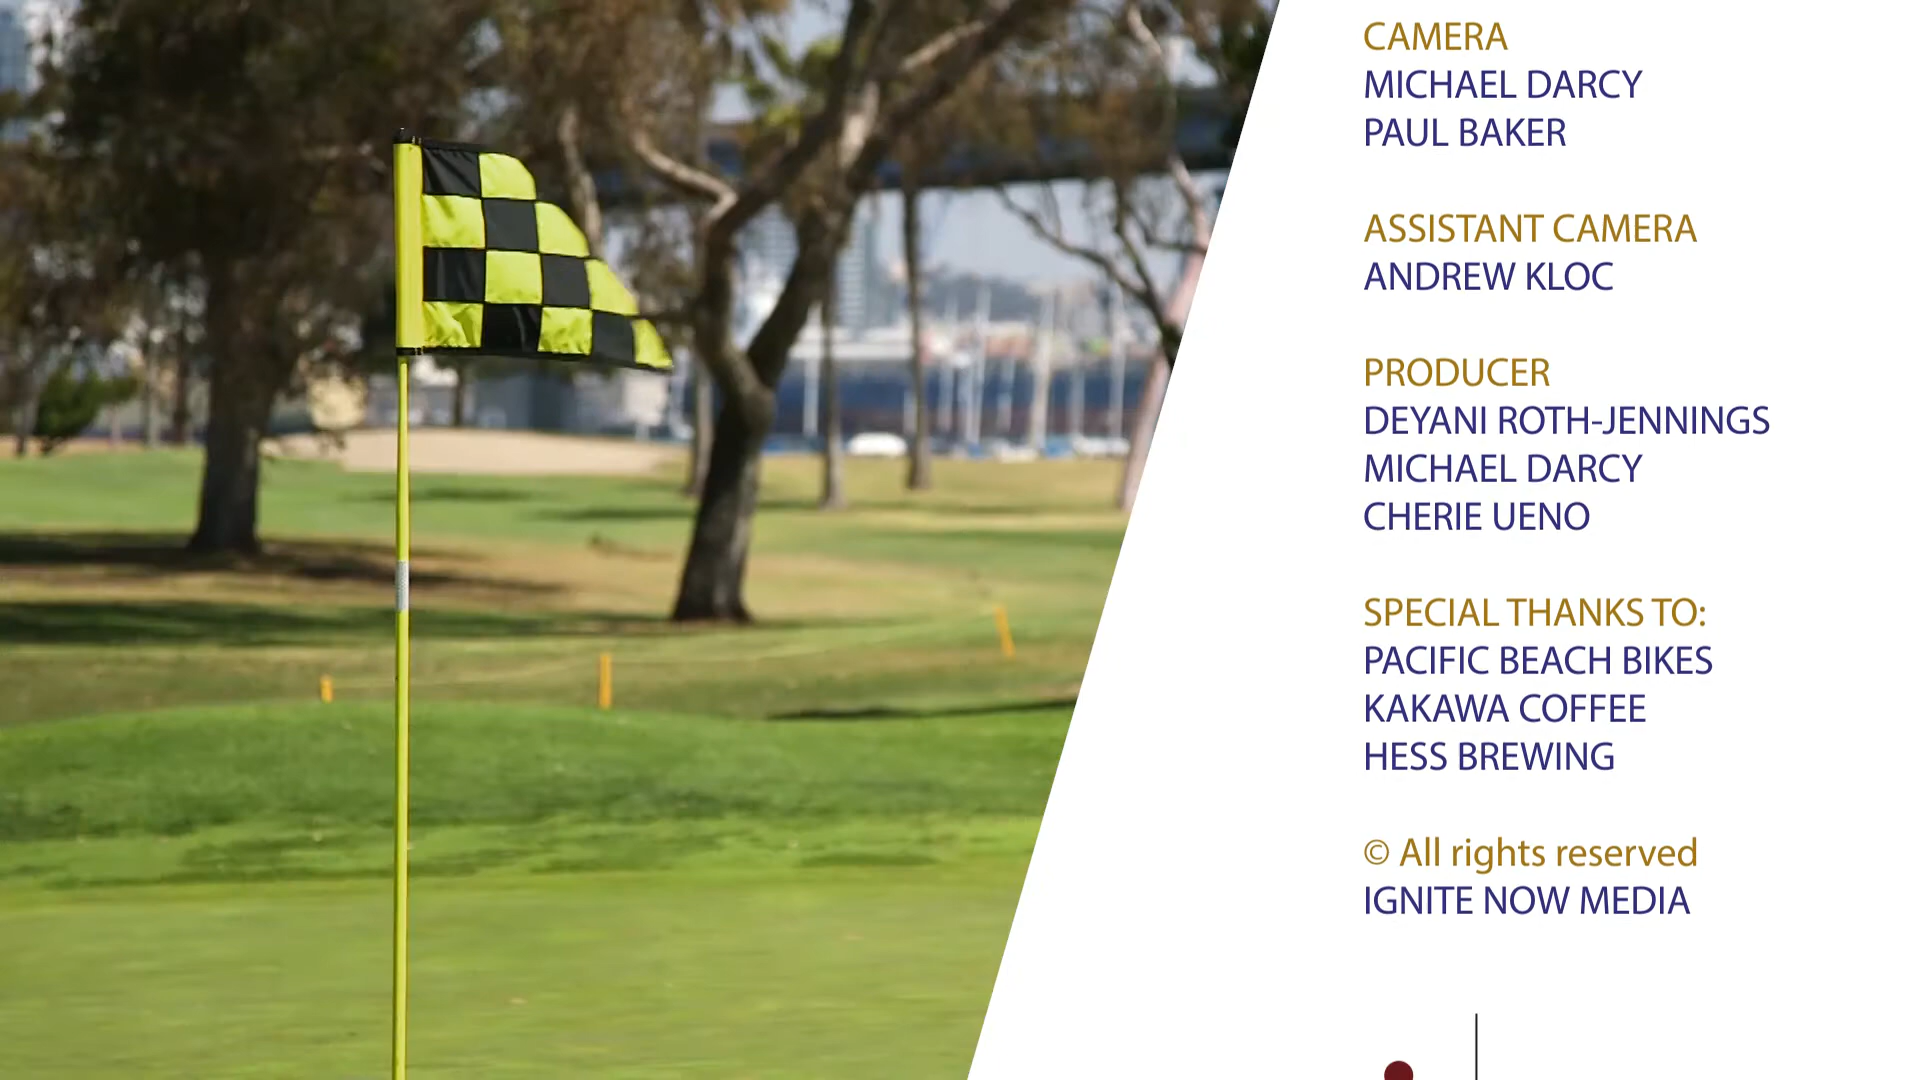 CAMERA
MICHAEL DARCY
PAUL BAKER
ASSISTANT CAMERA
ANDREW KLOC
PRODUCER
DEYANI ROTH-JENNINGS
MICHAEL DARCY
CHERIE UENO
SPECIAL THANKS TO:
PACIFIC BEACH BIKES
KAKAWA COFFEE
HESS BREWING
© All rights reserved
IGNITE NOW MEDIA